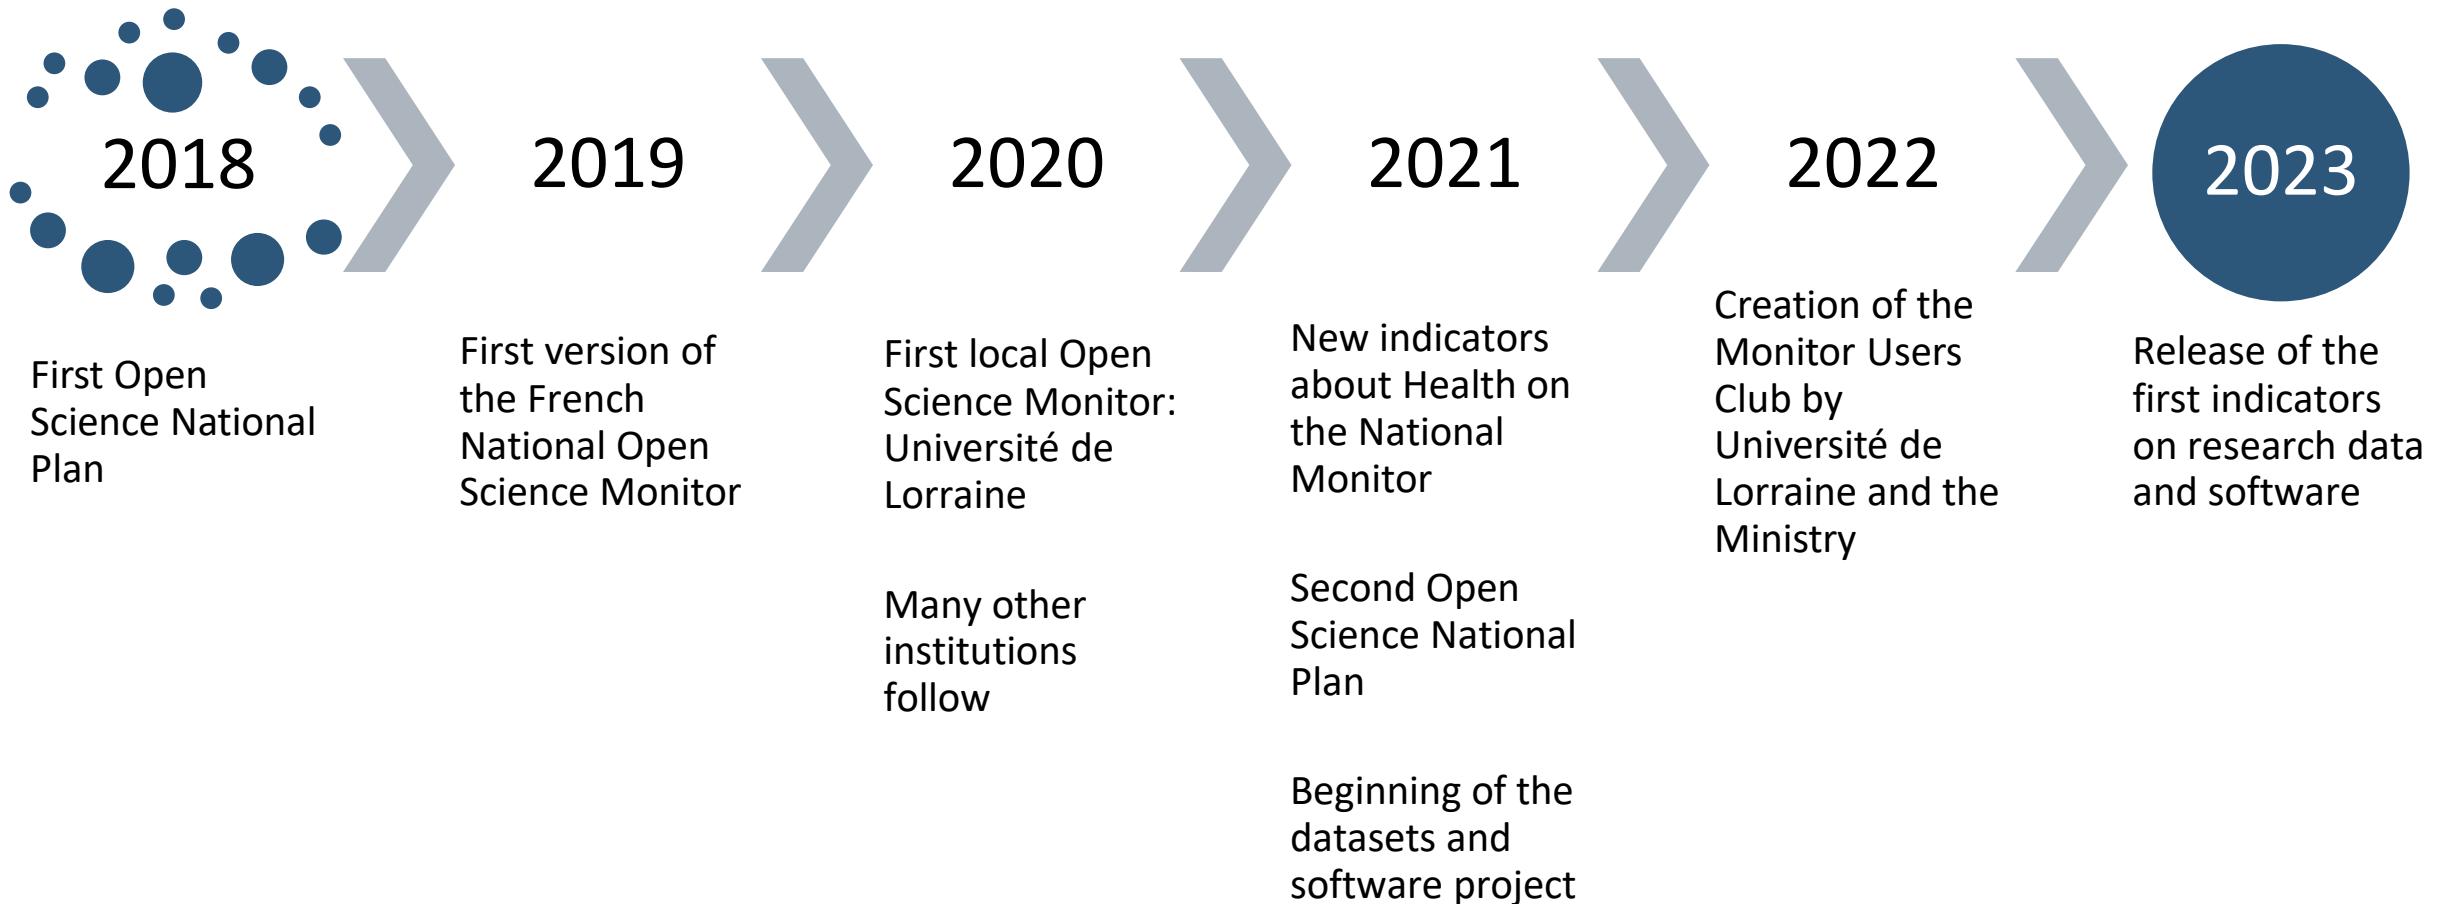 2018
First Open
Science National
Plan
2019
First version of
the French
National Open
Science Monitor
2020
First local Open
Science Monitor:
Université de
Lorraine
Many other
institutions
follow
2021
New indicators
about Health on
the National
Monitor
Second Open
Science National
Plan
Beginning of the
datasets and
software project
2022
Creation of the
Monitor Users
Club by
Université de
Lorraine and the
Ministry
2023
Release of the
first indicators
on research data
and software